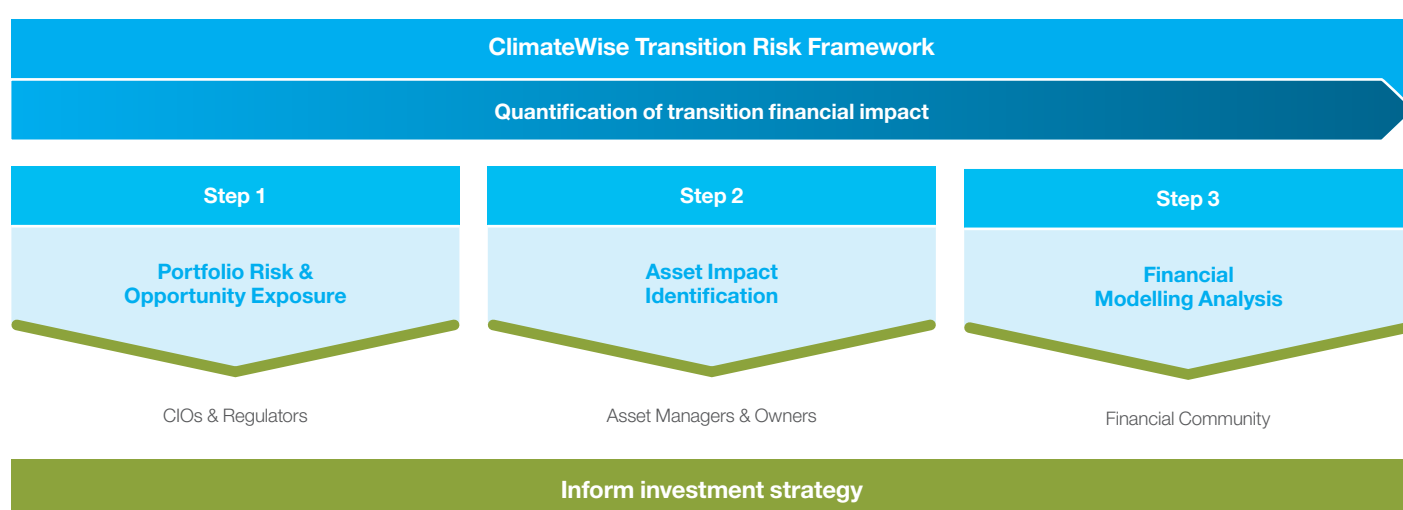 ClimateWise Transition Risk Framework
Quantification of transition financial impact
Step 1
Portfolio Risk &
Opportunity Exposure
CIOs & Regulators
Step 2
Asset Impact
Identification
Asset Managers & Owners
Step 3
Financial
Modelling Analysis
Financial Community
Inform investment strategy